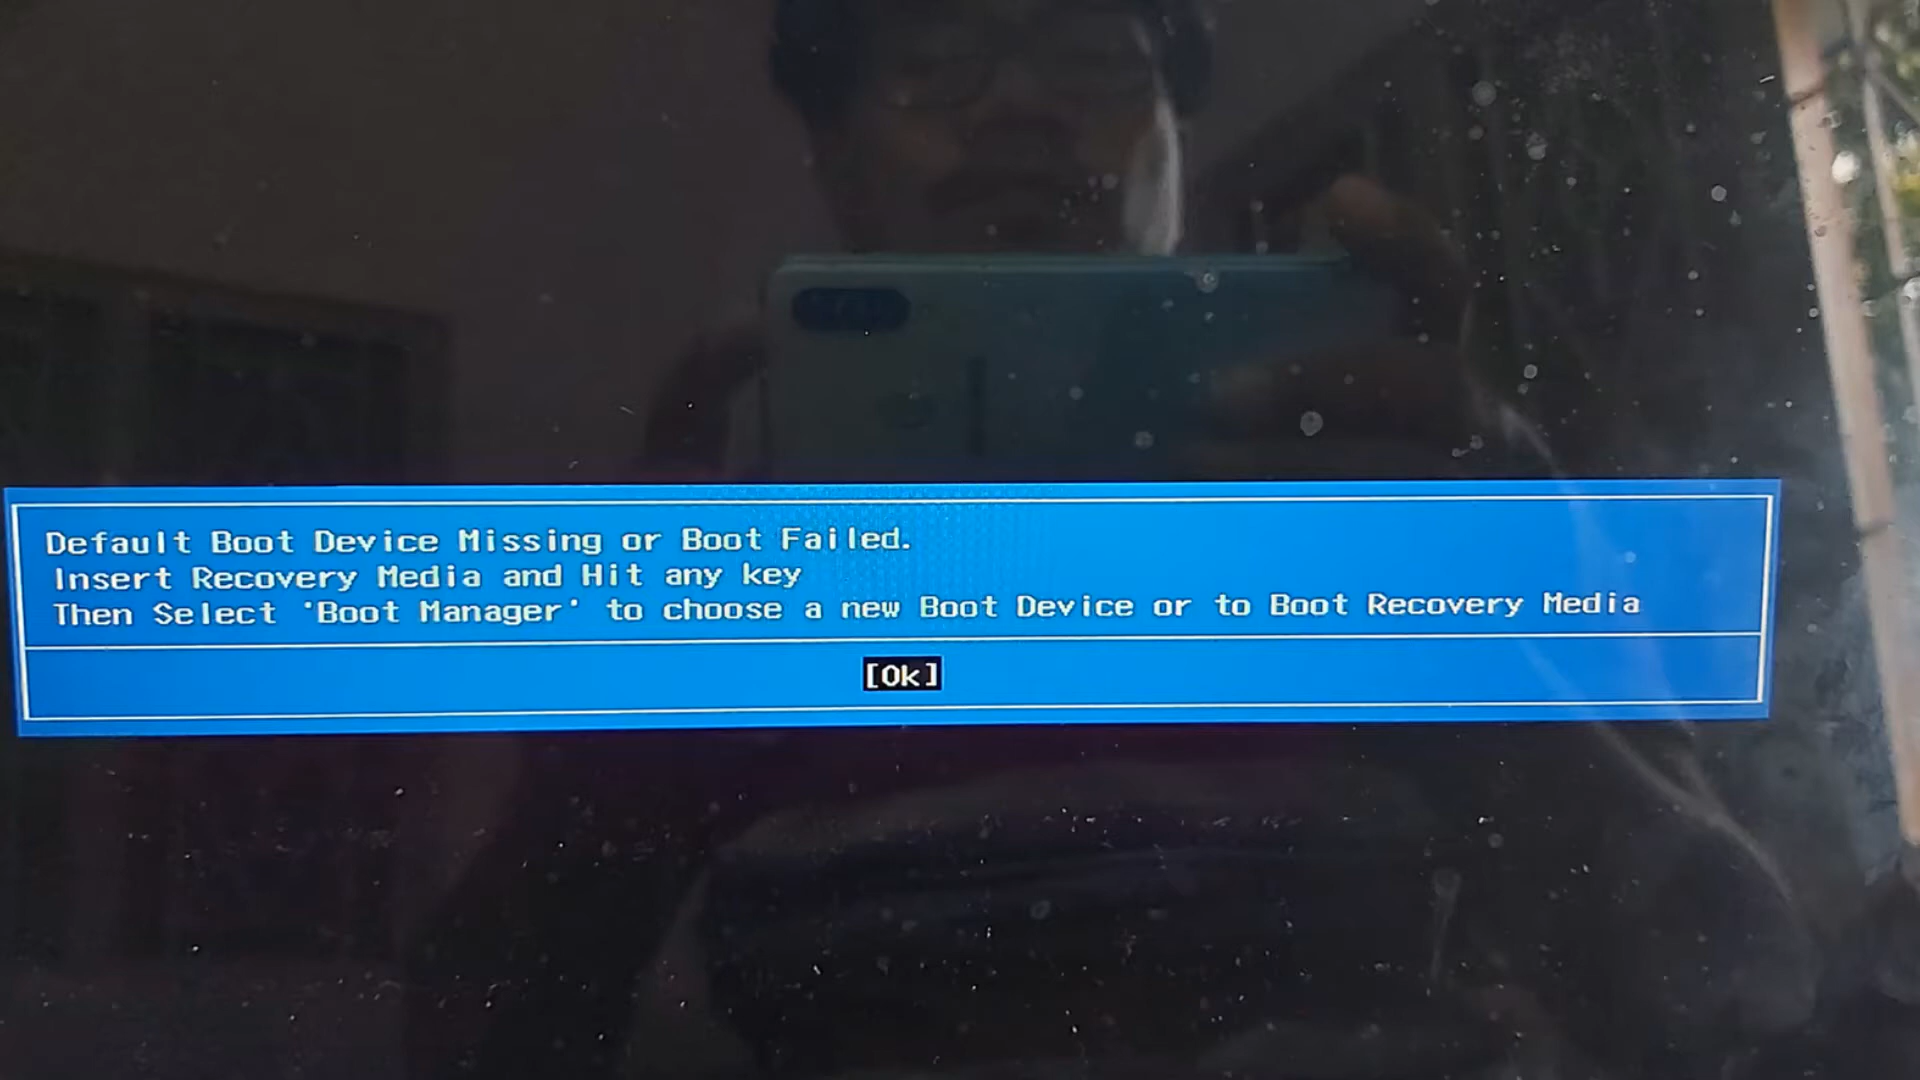 Default Boot Device Missing or Boot Failed.
Insert Recovery Media and Hit any key
Then Select 'Boot Manager' to choose a new Boot Device or to Boot Recovery Media
[Ok]